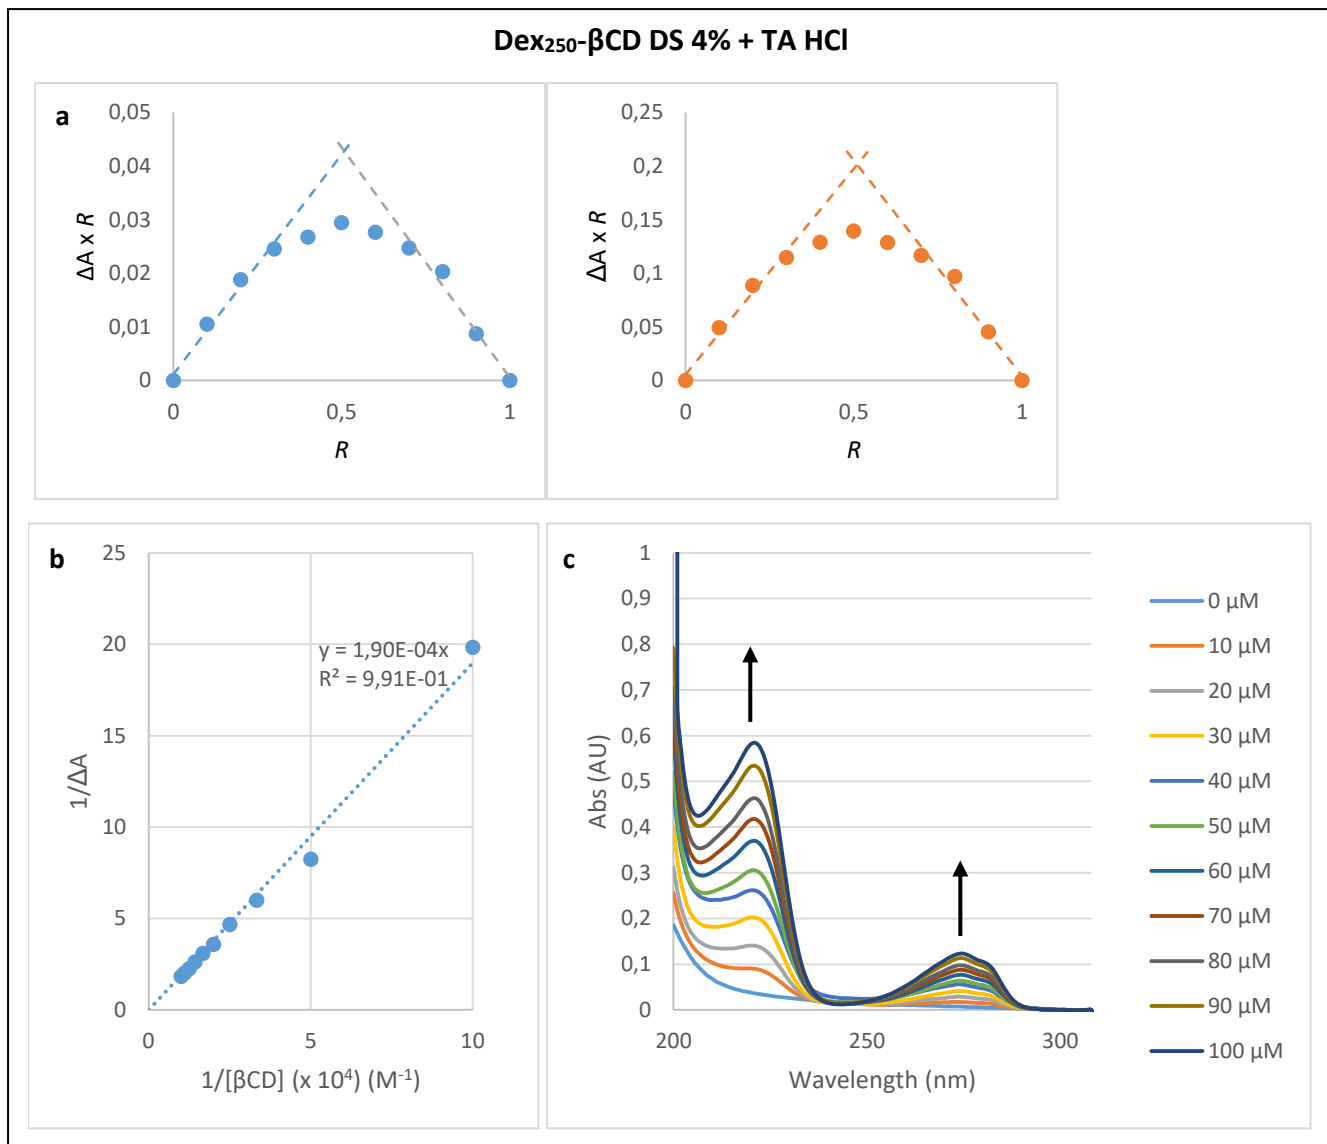 Dex₂₅₀-βCD DS 4% + TA HCl
a
0,05
0,04
0,03
0,02
0,01
0
ΔA x R
0
0,5
1
R
0,25
0,2
0,15
0,1
0,05
0
ΔA x R
0
0,5
1
R
b
25
20
15
10
5
0
1/ΔA
y = 1,90E-04x
R² = 9,91E-01
0
5
10
1/[βCD] (x 10⁴) (M⁻¹)
c
1
0,9
0,8
0,7
0,6
0,5
0,4
0,3
0,2
0,1
0
Abs (AU)
200
250
300
Wavelength (nm)
0 µM
10 µM
20 µM
30 µM
40 µM
50 µM
60 µM
70 µM
80 µM
90 µM
100 µM